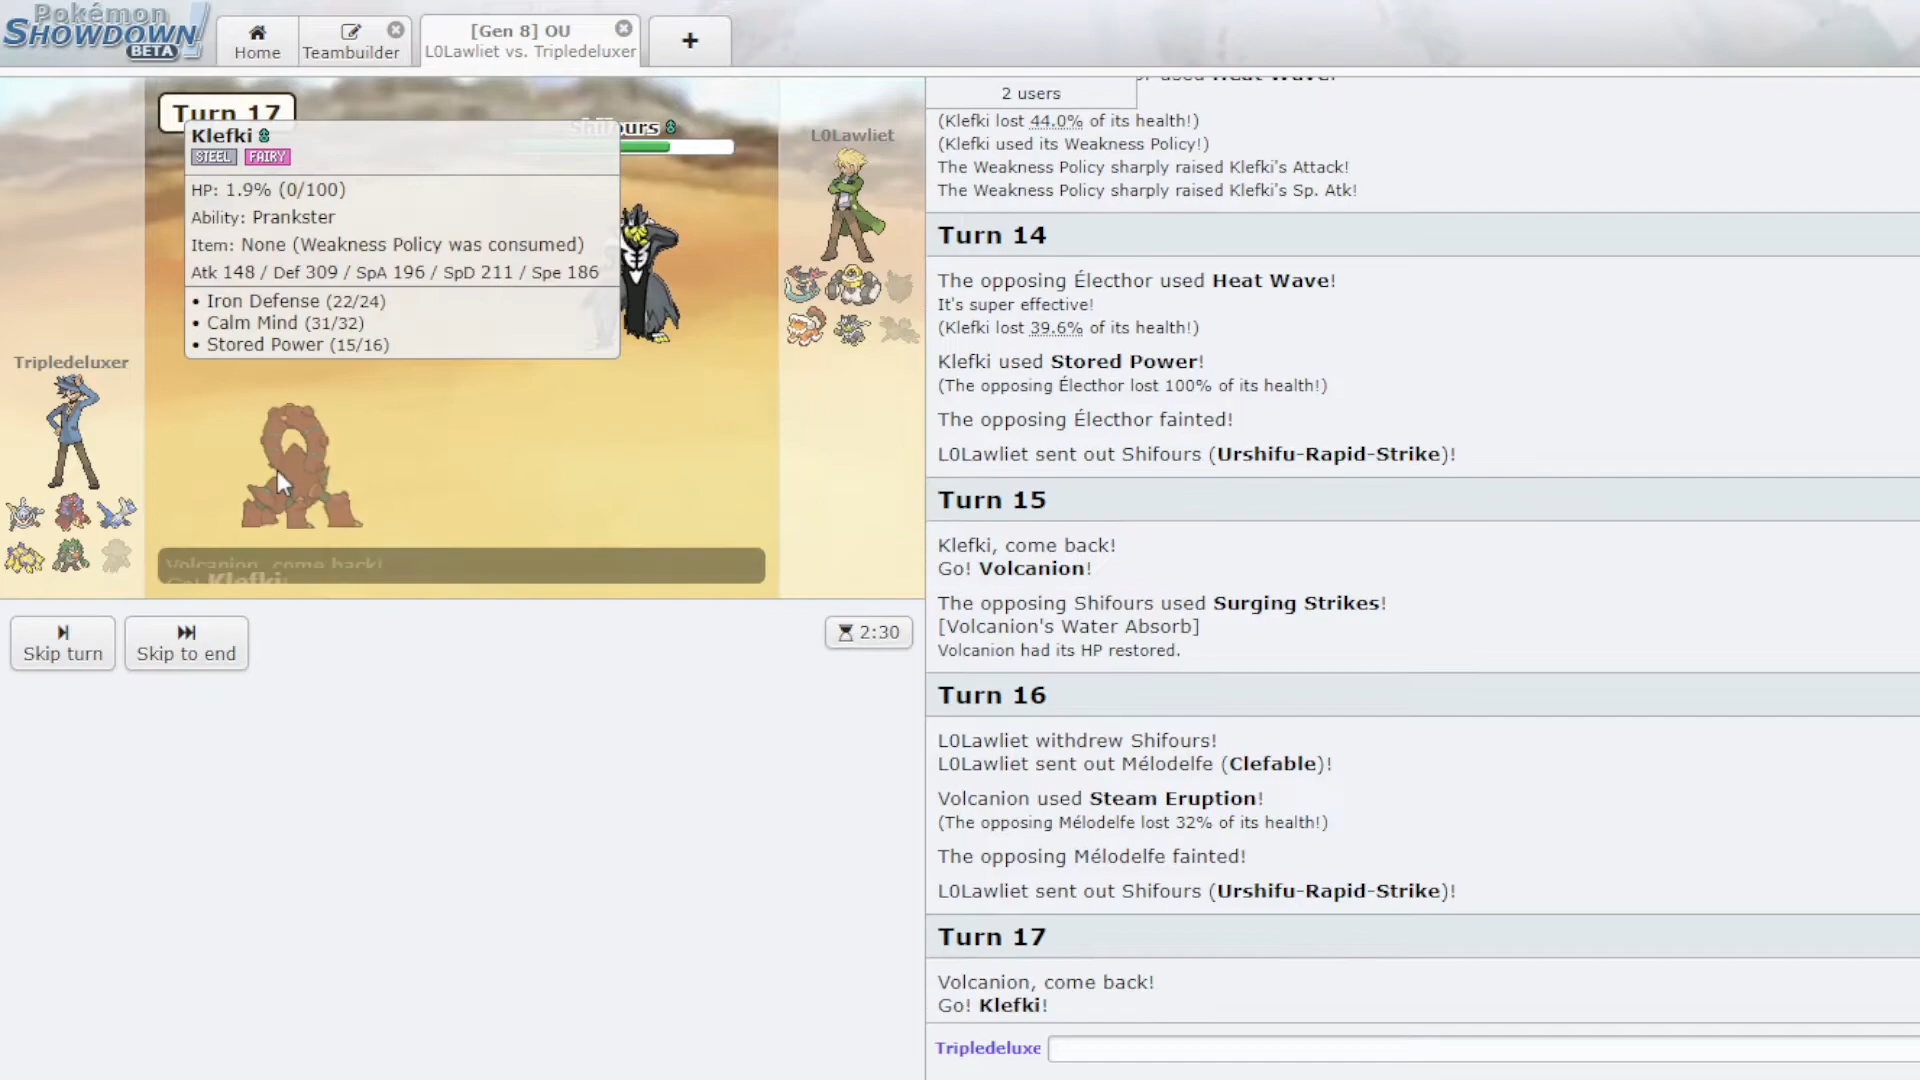 Pokémon
SHOWDOWN
BETA
Home
Teambuilder
[Gen 8] OU
L0Lawliet vs. Tripledeluxer
+
Turn 17
Klefki
STEEL FAIRY
HP: 1.9% (0/100)
Ability: Prankster
Item: None (Weakness Policy was consumed)
Atk 148 / Def 309 / SpA 196 / SpD 211 / Spe 186
• Iron Defense (22/24)
• Calm Mind (31/32)
• Stored Power (15/16)
Shifours
L0Lawliet
Tripledeluxer
Volcanion, come back!
Go! Klefki!
Skip turn
Skip to end
2:30
2 users
used Heat Wave!
(Klefki lost 44.0% of its health!)
(Klefki used its Weakness Policy!)
The Weakness Policy sharply raised Klefki's Attack!
The Weakness Policy sharply raised Klefki's Sp. Atk!
Turn 14
The opposing Électhor used Heat Wave!
It's super effective!
(Klefki lost 39.6% of its health!)
Klefki used Stored Power!
(The opposing Électhor lost 100% of its health!)
The opposing Électhor fainted!
L0Lawliet sent out Shifours (Urshifu-Rapid-Strike)!
Turn 15
Klefki, come back!
Go! Volcanion!
The opposing Shifours used Surging Strikes!
[Volcanion's Water Absorb]
Volcanion had its HP restored.
Turn 16
L0Lawliet withdrew Shifours!
L0Lawliet sent out Mélodelfe (Clefable)!
Volcanion used Steam Eruption!
(The opposing Mélodelfe lost 32% of its health!)
The opposing Mélodelfe fainted!
L0Lawliet sent out Shifours (Urshifu-Rapid-Strike)!
Turn 17
Volcanion, come back!
Go! Klefki!
Tripledeluxe